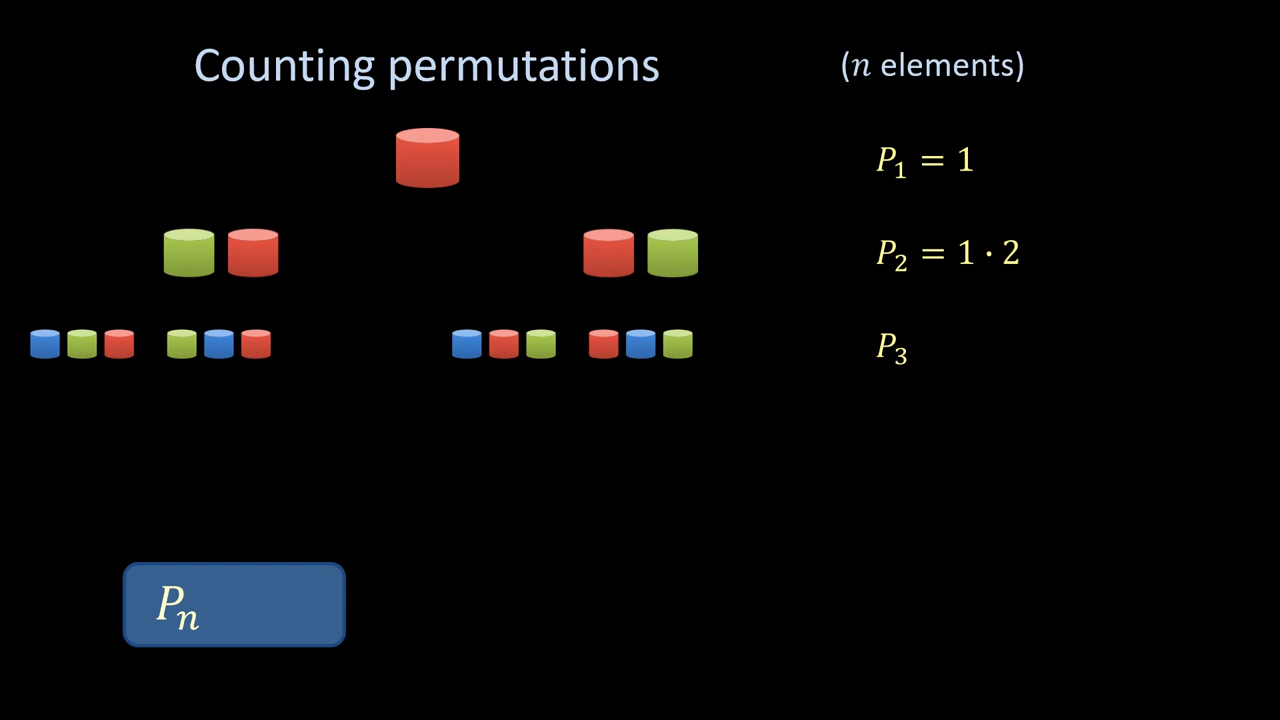 Counting permutations
(𝑛 elements)
𝑃₁ = 1
𝑃₂ = 1 · 2
𝑃₃
𝑃ₙ